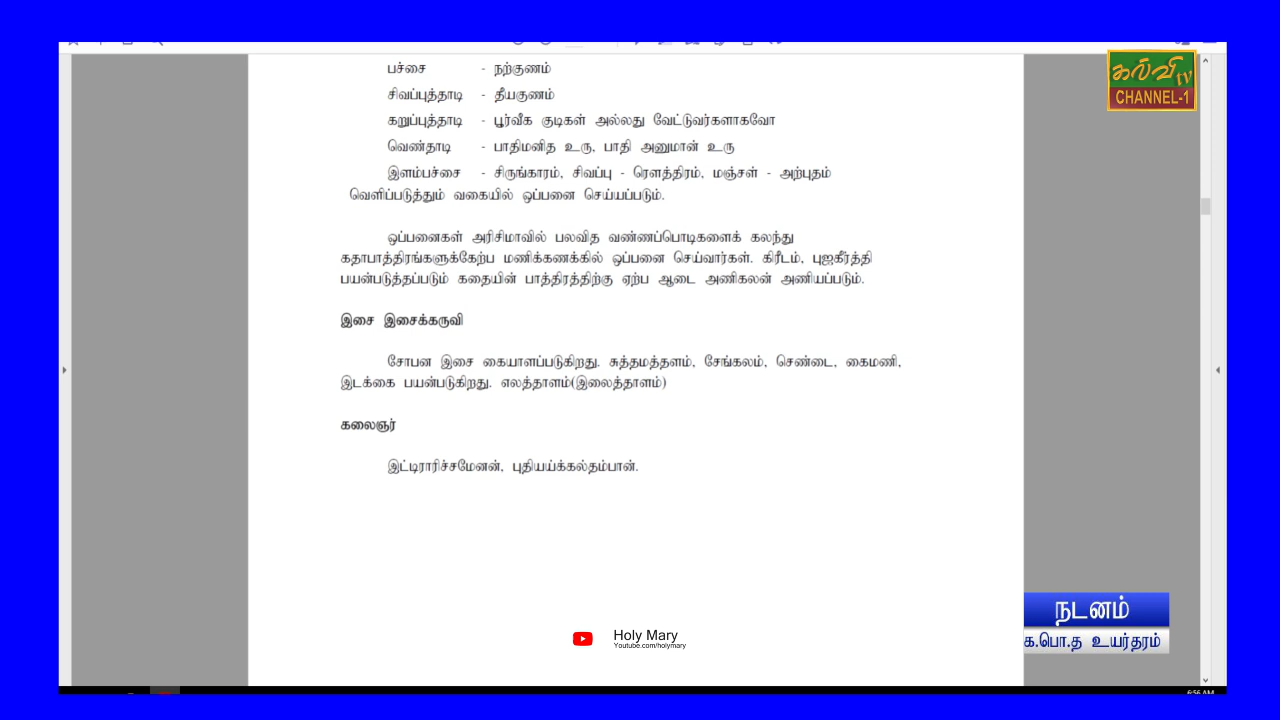 பச்சை - நற்குணம்
சிவப்புத்தாடி - தீயகுணம்
கறுப்புத்தாடி - பூர்வீக குடிகள் அல்லது வேட்டுவர்களாகவோ
வெண்தாடி - பாதிமனித உரு, பாதி அனுமான் உரு
இளம்பச்சை - சிருங்காரம், சிவப்பு - ரௌத்திரம், மஞ்சள் - அற்புதம்
வெளிப்படுத்தும் வகையில் ஒப்பனை செய்யப்படும்.
ஒப்பனைகள் அரிசிமாவில் பலவித வண்ணப்பொடிகளைக் கலந்து
கதாபாத்திரங்களுக்கேற்ப மணிக்கணக்கில் ஒப்பனை செய்வார்கள். கிரீடம், புஜகீர்த்தி
பயன்படுத்தப்படும் கதையின் பாத்திரத்திற்கு ஏற்ப ஆடை அணிகலன் அணியப்படும்.
இசை இசைக்கருவி
சோபன இசை கையாளப்படுகிறது. சுத்தமத்தளம், சேங்கலம், செண்டை, கைமணி,
இடக்கை பயன்படுகிறது. எலத்தாளம்(இலைத்தாளம்)
கலைஞர்
இட்டிராரிச்சமேனன், புதியய்க்கல்தம்பான்.
கல்வி TV
CHANNEL-1
நடனம்
க.பொ.த உயர்தரம்
Holy Mary
Youtube.com/holymary
6:56 AM